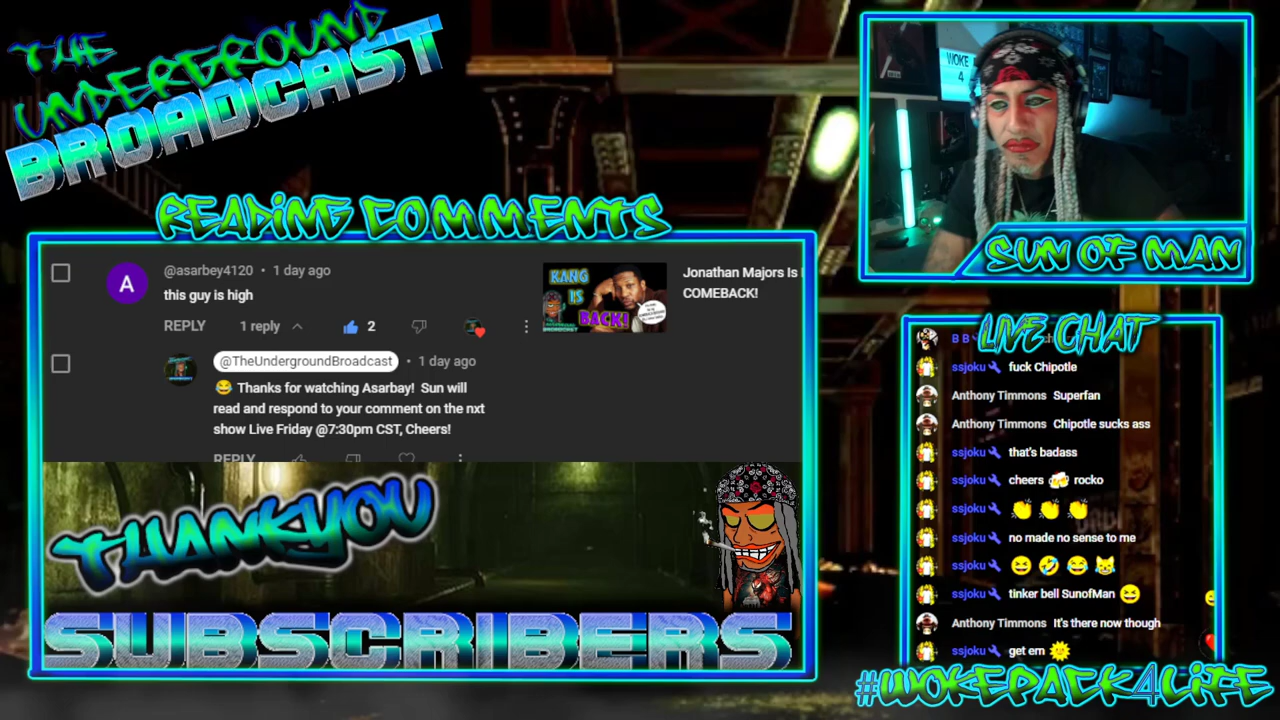 THE
UNDERGROUND
BROADCAST
READING COMMENTS
@asarbey4120 • 1 day ago
this guy is high
REPLY 1 reply 2
KANG
IS
BACK!
Jonathan Majors Is
COMEBACK!
@TheUndergroundBroadcast • 1 day ago
😂 Thanks for watching Asarbay! Sun will
read and respond to your comment on the nxt
show Live Friday @7:30pm CST, Cheers!
REPLY
THANKYOU
SUBSCRIBERS
WOKE
4
SUN OF MAN
LIVE CHAT
B B
ssjoku fuck Chipotle
Anthony Timmons Superfan
Anthony Timmons Chipotle sucks ass
ssjoku that's badass
ssjoku cheers 🍻 rocko
ssjoku 👏 👏 👏
ssjoku no made no sense to me
ssjoku 😆 🤣 😂 😹
ssjoku tinker bell SunofMan 😆
Anthony Timmons It's there now though
ssjoku get em 🌞
#WOKEPACK4LIFE